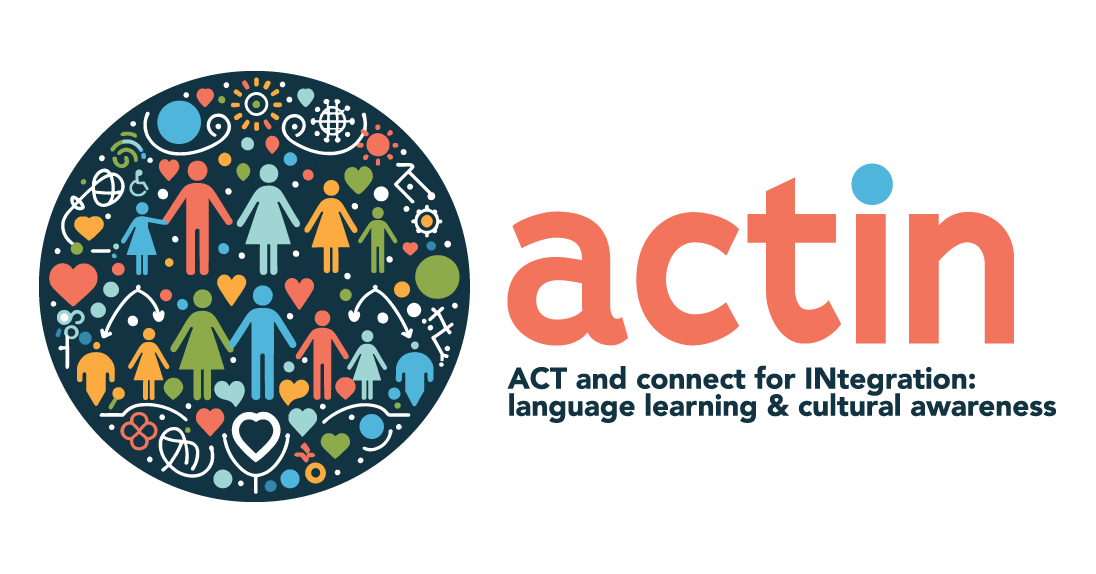 actin
ACT and connect for INtegration:
language learning & cultural awareness